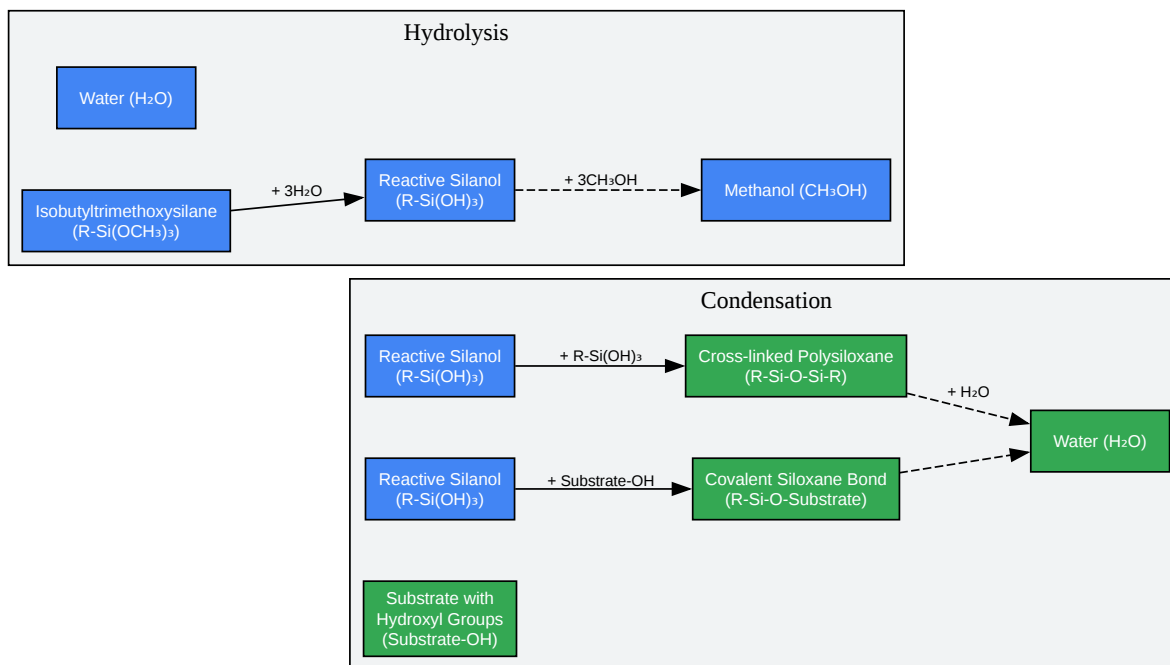 Hydrolysis
Water (H₂O)
Isobutyltrimethoxysilane
(R-Si(OCH₃)₃)
+ 3H₂O
Reactive Silanol
(R-Si(OH)₃)
+ 3CH₃OH
Methanol (CH₃OH)
Condensation
Reactive Silanol
(R-Si(OH)₃)
+ R-Si(OH)₃
Cross-linked Polysiloxane
(R-Si-O-Si-R)
+ H₂O
Water (H₂O)
Reactive Silanol
(R-Si(OH)₃)
+ Substrate-OH
Covalent Siloxane Bond
(R-Si-O-Substrate)
Substrate with
Hydroxyl Groups
(Substrate-OH)